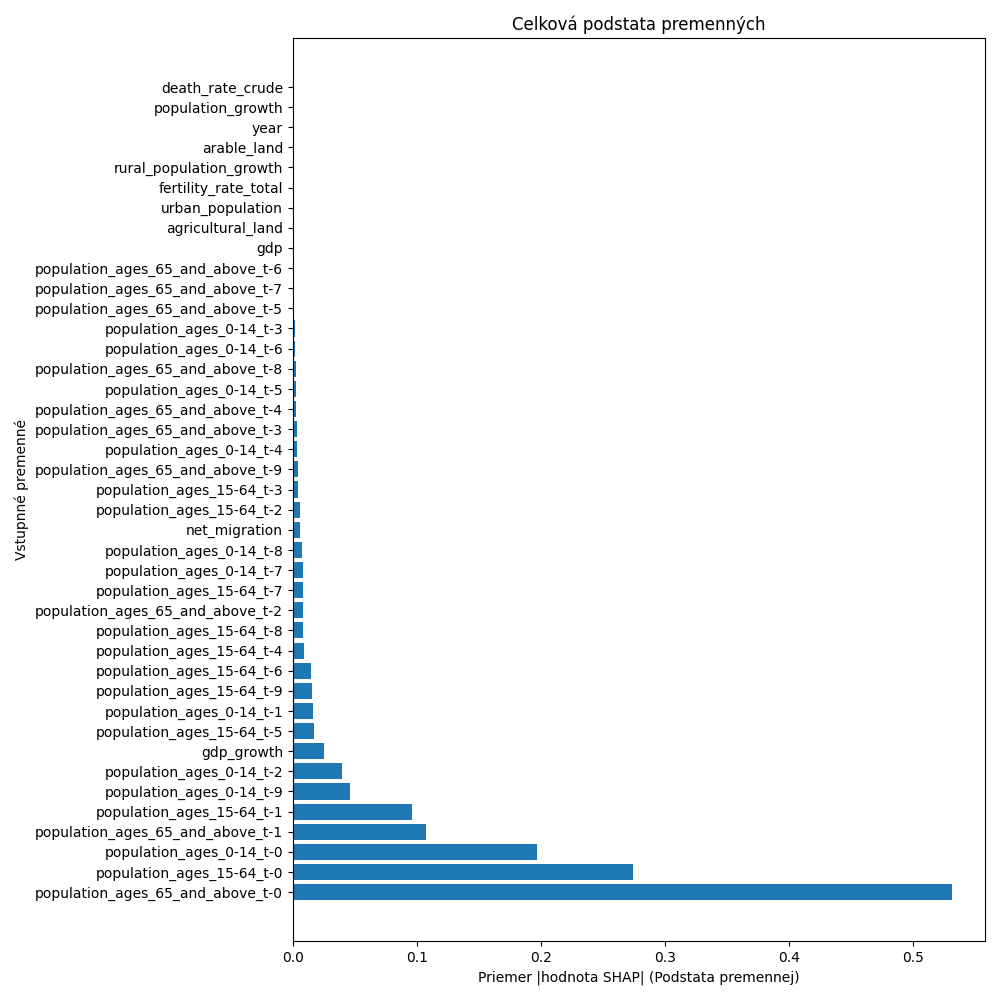 Celková podstata premenných
death_rate_crude
population_growth
year
arable_land
rural_population_growth
fertility_rate_total
urban_population
agricultural_land
gdp
population_ages_65_and_above_t-6
population_ages_65_and_above_t-7
population_ages_65_and_above_t-5
population_ages_0-14_t-3
population_ages_0-14_t-6
population_ages_65_and_above_t-8
population_ages_0-14_t-5
population_ages_65_and_above_t-4
population_ages_65_and_above_t-3
population_ages_0-14_t-4
population_ages_65_and_above_t-9
population_ages_15-64_t-3
population_ages_15-64_t-2
net_migration
population_ages_0-14_t-8
population_ages_0-14_t-7
population_ages_15-64_t-7
population_ages_65_and_above_t-2
population_ages_15-64_t-8
population_ages_15-64_t-4
population_ages_15-64_t-6
population_ages_15-64_t-9
population_ages_0-14_t-1
population_ages_15-64_t-5
gdp_growth
population_ages_0-14_t-2
population_ages_0-14_t-9
population_ages_15-64_t-1
population_ages_65_and_above_t-1
population_ages_0-14_t-0
population_ages_15-64_t-0
population_ages_65_and_above_t-0
Vstupnné premenné
0.0 0.1 0.2 0.3 0.4 0.5
Priemer |hodnota SHAP| (Podstata premennej)